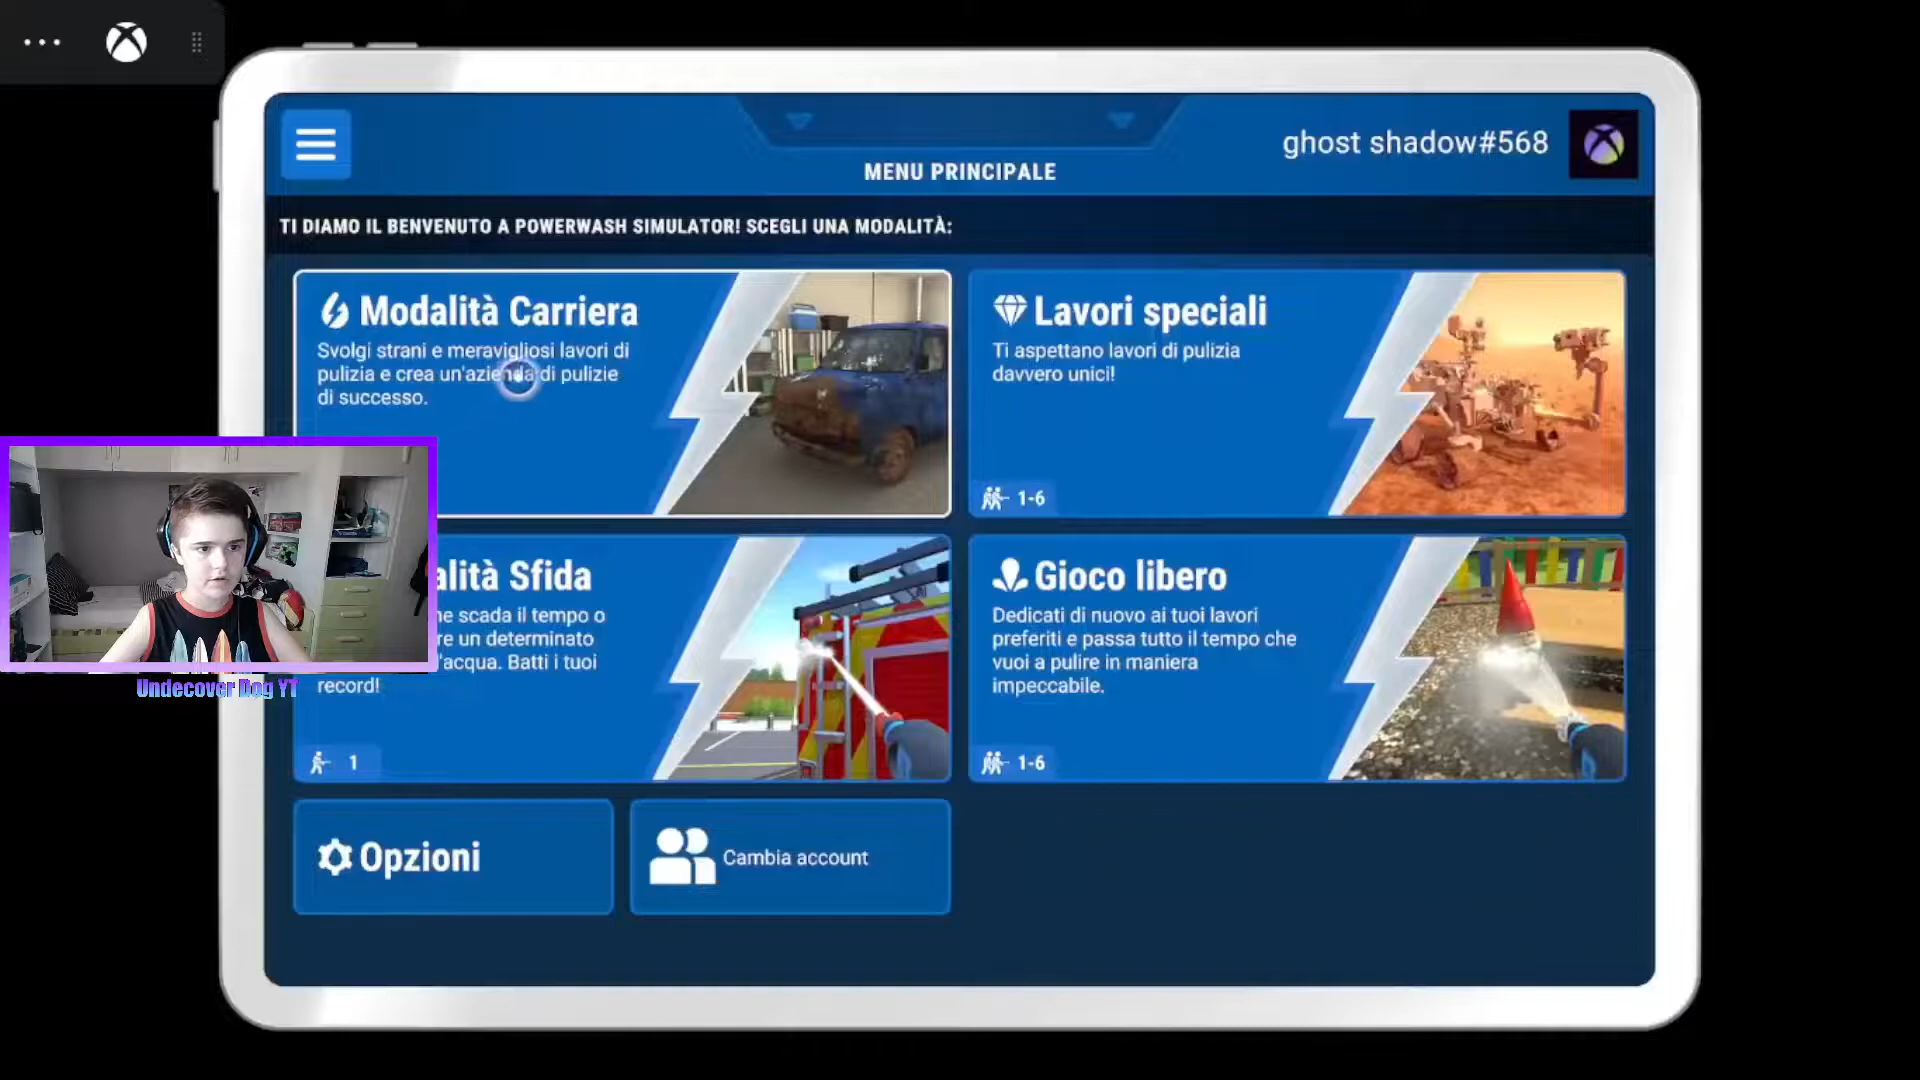 ghost shadow#568
MENU PRINCIPALE
TI DIAMO IL BENVENUTO A POWERWASH SIMULATOR! SCEGLI UNA MODALITÀ:
Modalità Carriera
Svolgi strani e meravigliosi lavori di
pulizia e crea un'azienda di pulizie
di successo.
Lavori speciali
Ti aspettano lavori di pulizia
davvero unici!
1-6
alità Sfida
scada il tempo o
un determinato
'acqua. Batti i tuoi
record!
1
Gioco libero
Dedicati di nuovo ai tuoi lavori
preferiti e passa tutto il tempo che
vuoi a pulire in maniera
impeccabile.
1-6
Undecover Dog YT
Opzioni
Cambia account